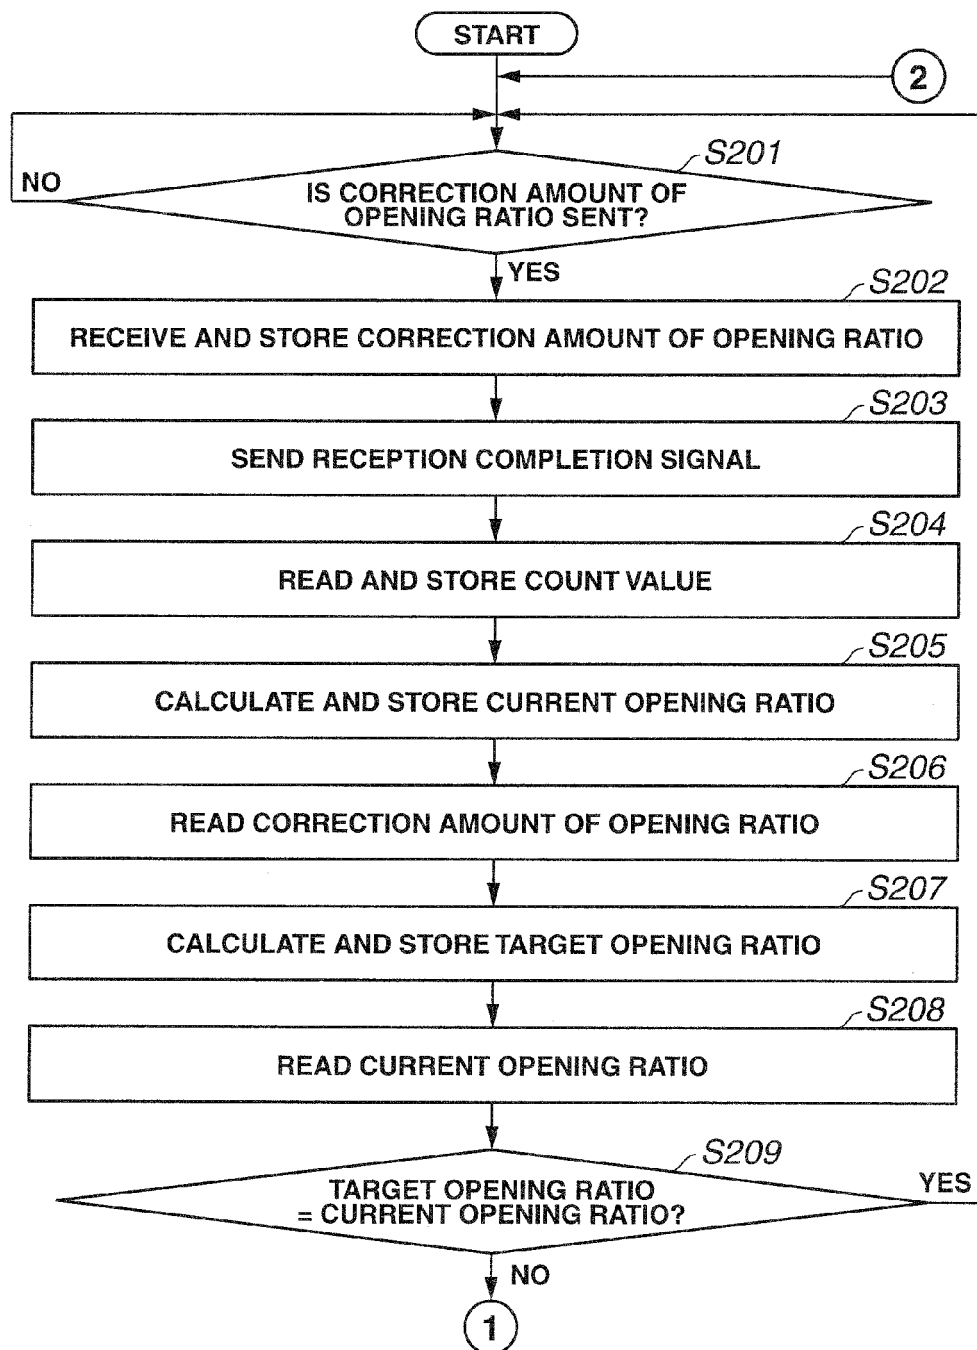 START
2
S201
NO
IS CORRECTION AMOUNT OF
OPENING RATIO SENT?
YES
S202
RECEIVE AND STORE CORRECTION AMOUNT OF OPENING RATIO
S203
SEND RECEPTION COMPLETION SIGNAL
S204
READ AND STORE COUNT VALUE
S205
CALCULATE AND STORE CURRENT OPENING RATIO
S206
READ CORRECTION AMOUNT OF OPENING RATIO
S207
CALCULATE AND STORE TARGET OPENING RATIO
S208
READ CURRENT OPENING RATIO
S209
YES
TARGET OPENING RATIO
= CURRENT OPENING RATIO?
NO
1